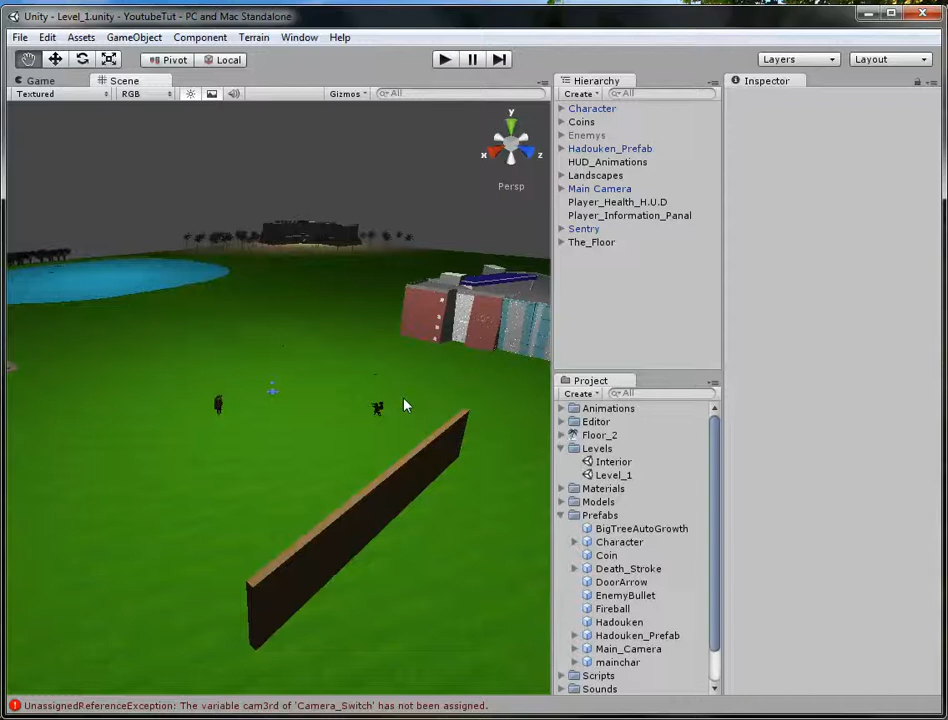 Unity - Level_1.unity - YoutubeTut - PC and Mac Standalone
File Edit Assets GameObject Component Terrain Window Help
Pivot Local Layers Layout
Game Scene
Textured RGB Gizmos All
y
x z
Persp
Hierarchy
Create All
Character
Coins
Enemys
Hadouken_Prefab
HUD_Animations
Landscapes
Main Camera
Player_Health_H.U.D
Player_Information_Panal
Sentry
The_Floor
Inspector
Project
Create All
Animations
Editor
Floor_2
Levels
Interior
Level_1
Materials
Models
Prefabs
BigTreeAutoGrowth
Character
Coin
Death_Stroke
DoorArrow
EnemyBullet
Fireball
Hadouken
Hadouken_Prefab
Main_Camera
mainchar
Scripts
Sounds
UnassignedReferenceException: The variable cam3rd of 'Camera_Switch' has not been assigned.